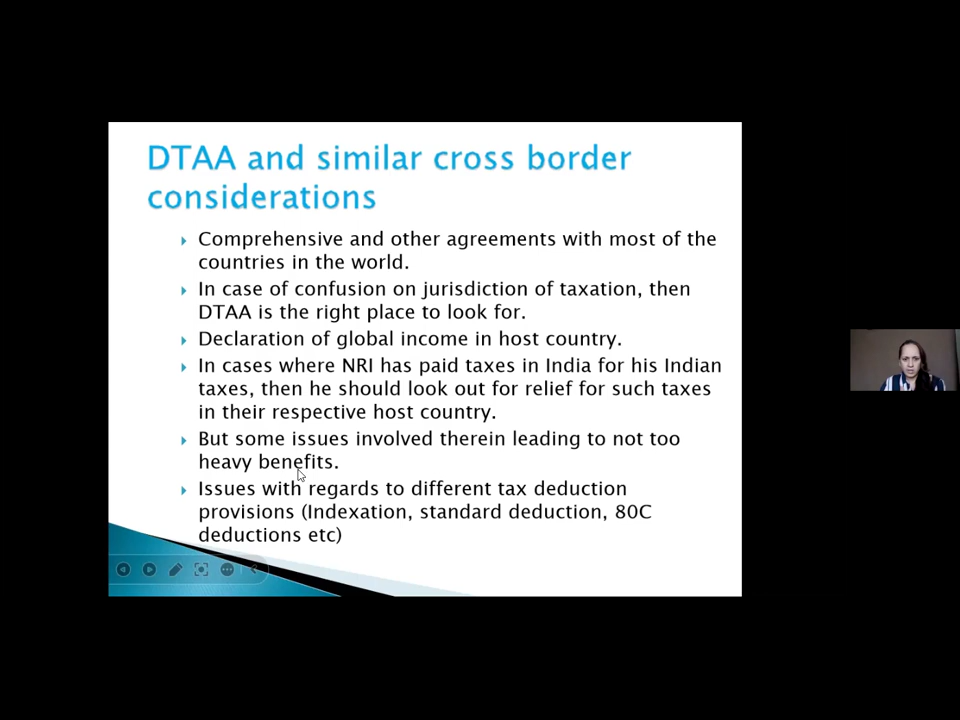 DTAA and similar cross border
considerations
Comprehensive and other agreements with most of the
countries in the world.
In case of confusion on jurisdiction of taxation, then
DTAA is the right place to look for.
Declaration of global income in host country.
In cases where NRI has paid taxes in India for his Indian
taxes, then he should look out for relief for such taxes
in their respective host country.
But some issues involved therein leading to not too
heavy benefits.
Issues with regards to different tax deduction
provisions (Indexation, standard deduction, 80C
deductions etc)